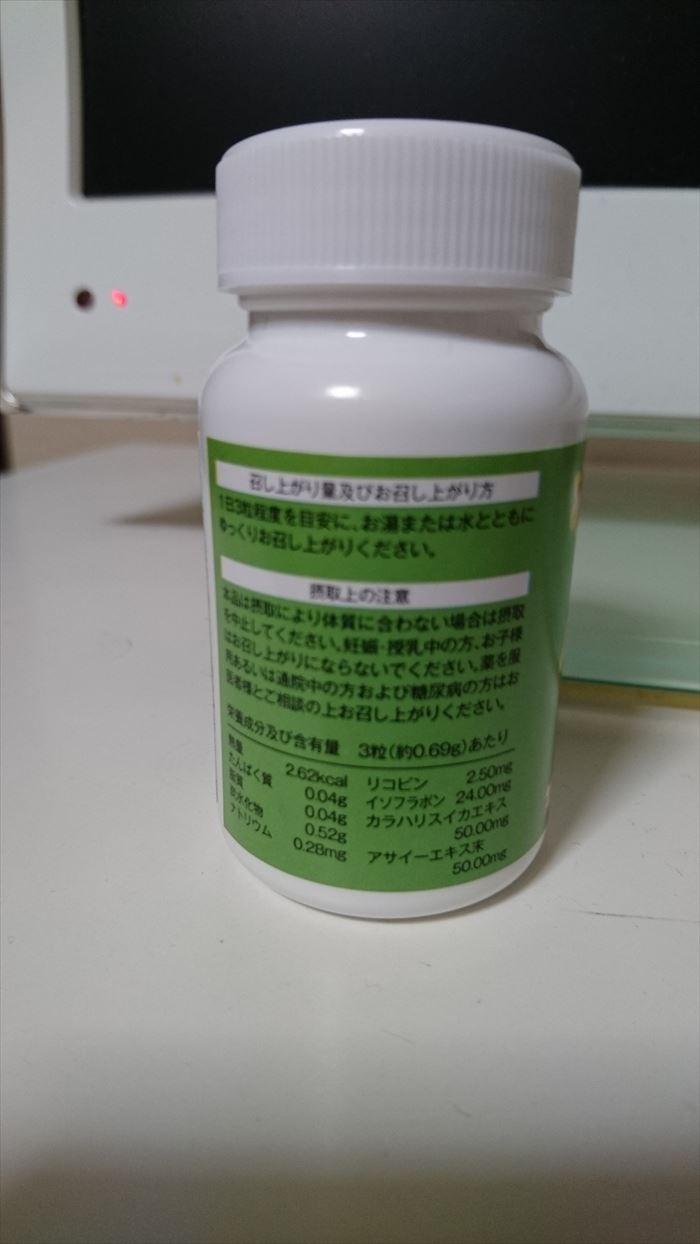 召し上がり量及びお召し上がり方
1日3粒程度を目安に、お湯または水とともに
ゆっくりお召し上がりください。
摂取上の注意
本品は摂取により体質に合わない場合は摂取
を中止してください。妊娠・授乳中の方、お子様
はお召し上がりにならないでください。薬を服
用あるいは通院中の方および糖尿病の方はお
医者様とご相談の上お召し上がりください。
栄養成分及び含有量 3粒(約0.69g)あたり
熱量 2.62kcal
たんぱく質 0.04g
脂質 0.04g
炭水化物 0.52g
ナトリウム 0.28mg
リコピン 2.50mg
イソフラボン 24.00mg
カラハリスイカエキス
50.00mg
アサイーエキス末
50.00mg